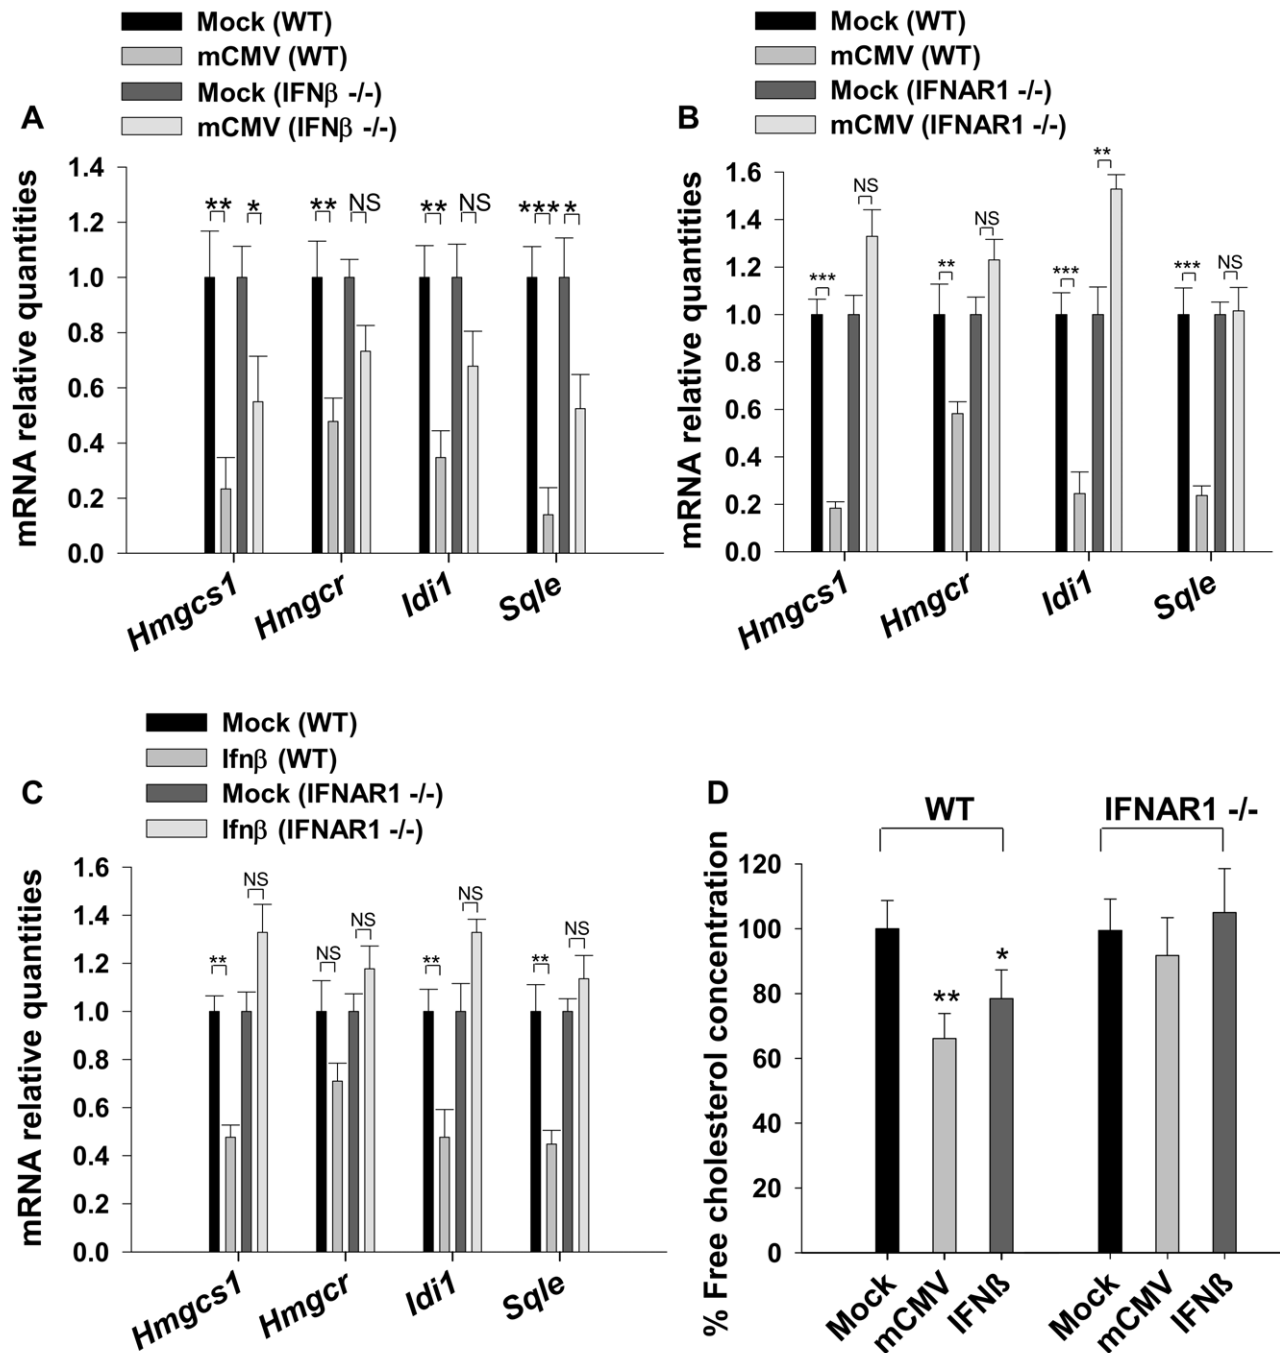 Mock (WT)
mCMV (WT)
Mock (IFNβ -/-)
mCMV (IFNβ -/-)
A
mRNA relative quantities
1.4
1.2
1.0
0.8
0.6
0.4
0.2
0.0
** * ** NS ** NS *** *
Hmgcs1 Hmgcr Idi1 Sqle
Mock (WT)
mCMV (WT)
Mock (IFNAR1 -/-)
mCMV (IFNAR1 -/-)
B
mRNA relative quantities
1.6
1.4
1.2
1.0
0.8
0.6
0.4
0.2
0.0
*** NS ** NS *** ** *** NS
Hmgcs1 Hmgcr Idi1 Sqle
Mock (WT)
Ifnβ (WT)
Mock (IFNAR1 -/-)
Ifnβ (IFNAR1 -/-)
C
mRNA relative quantities
1.6
1.4
1.2
1.0
0.8
0.6
0.4
0.2
0.0
** NS NS NS ** NS ** NS
Hmgcs1 Hmgcr Idi1 Sqle
D
WT IFNAR1 -/-
% Free cholesterol concentration
120
100
80
60
40
20
0
** *
Mock mCMV IFNß Mock mCMV IFNß